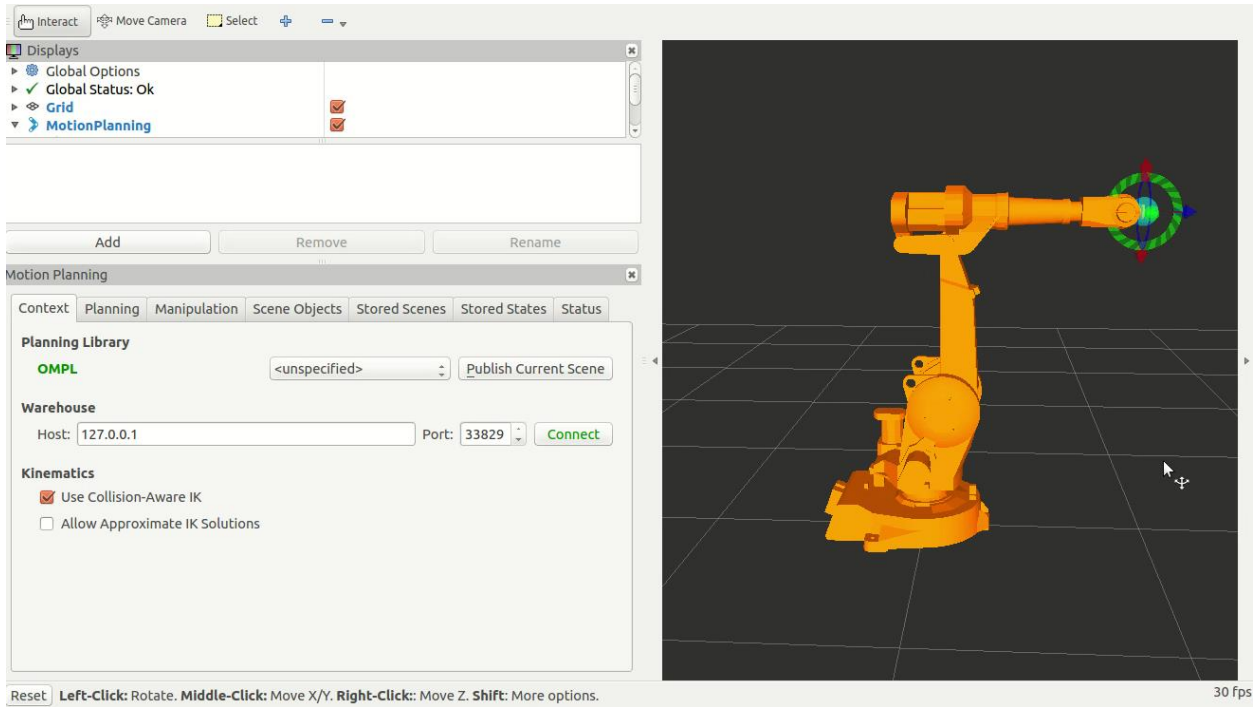 Interact Move Camera Select
Displays
Global Options
Global Status: Ok
Grid
MotionPlanning
Add Remove Rename
Motion Planning
Context Planning Manipulation Scene Objects Stored Scenes Stored States Status
Planning Library
OMPL <unspecified> Publish Current Scene
Warehouse
Host: 127.0.0.1 Port: 33829 Connect
Kinematics
Use Collision-Aware IK
Allow Approximate IK Solutions
Reset Left-Click: Rotate. Middle-Click: Move X/Y. Right-Click:: Move Z. Shift: More options. 30 fps